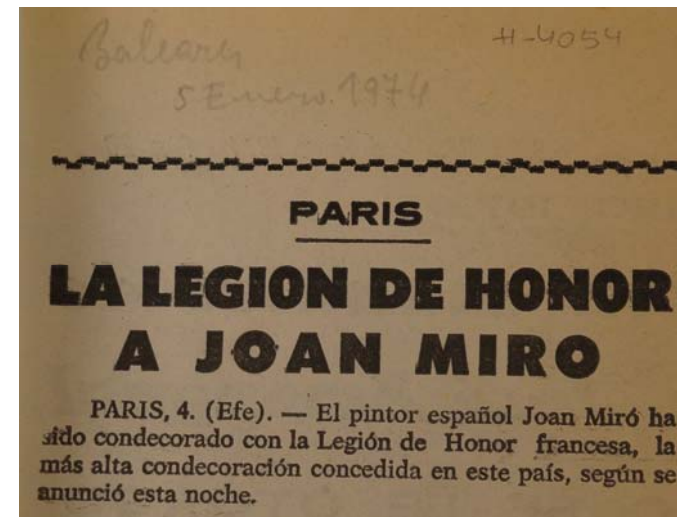 H-4054
Baleares
5 Enero. 1974
PARIS
LA LEGION DE HONOR
A JOAN MIRO
PARIS, 4. (Efe). — El pintor español Joan Miró ha
sido condecorado con la Legión de Honor francesa, la
más alta condecoración concedida en este país, según se
anunció esta noche.